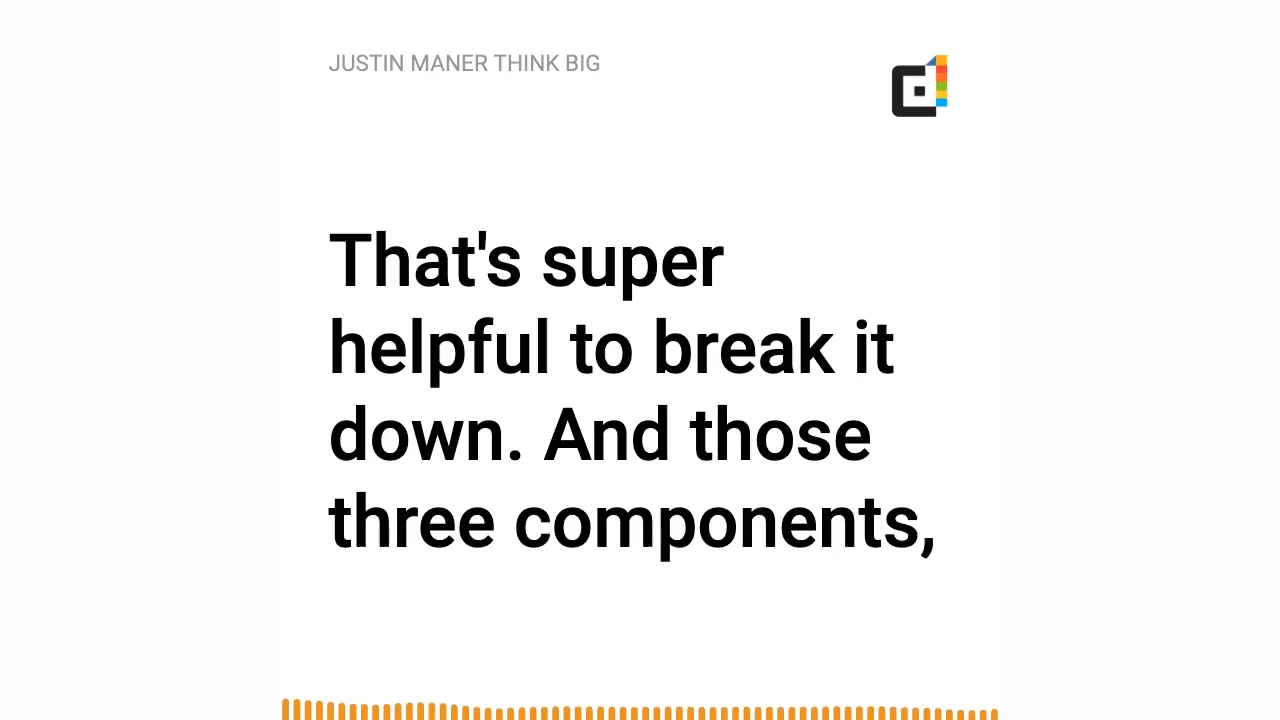 JUSTIN MANER THINK BIG
That's super
helpful to break it
down. And those
three components,